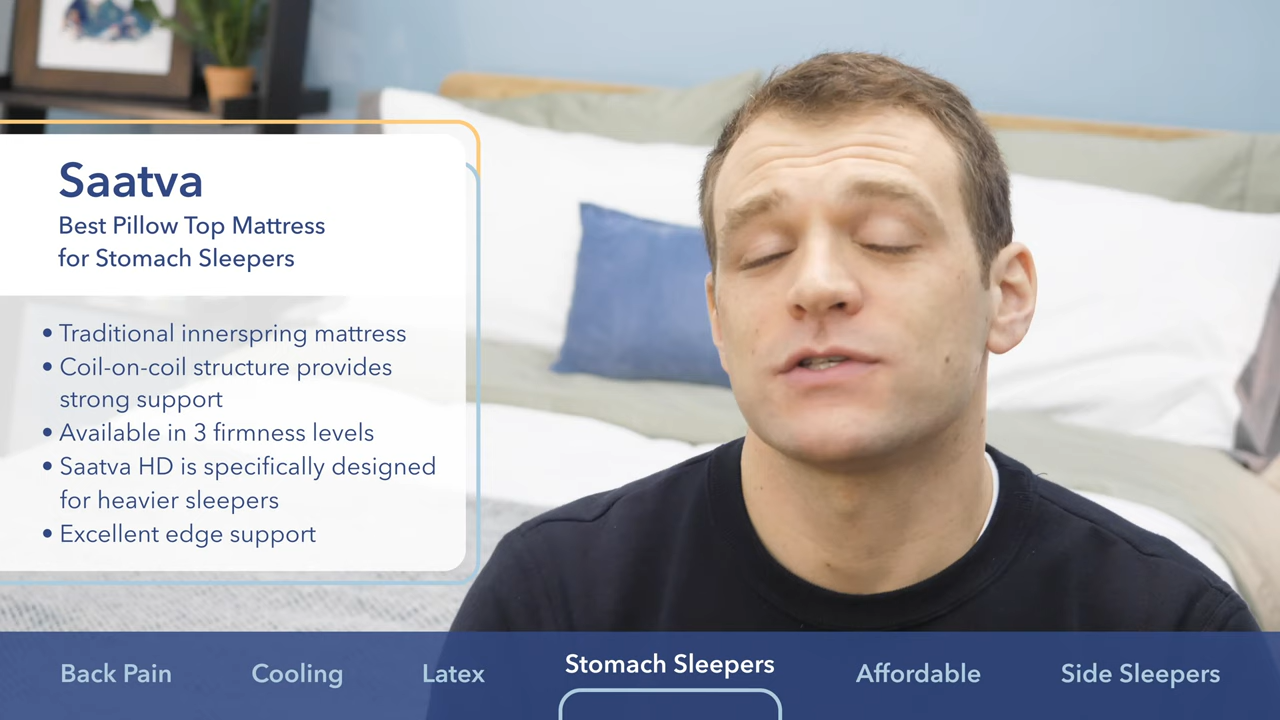 Saatva
Best Pillow Top Mattress
for Stomach Sleepers
• Traditional innerspring mattress
• Coil-on-coil structure provides
strong support
• Available in 3 firmness levels
• Saatva HD is specifically designed
for heavier sleepers
• Excellent edge support
Back Pain
Cooling
Latex
Stomach Sleepers
Affordable
Side Sleepers